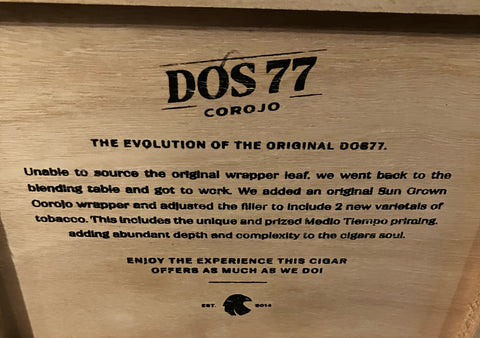 DOS 77
COROJO
THE EVOLUTION OF THE ORIGINAL DOS77.
Unable to source the original wrapper leaf, we went back to the
blending table and got to work. We added an original Sun Grown
Corojo wrapper and adjusted the filler to include 2 new varietals of
tobacco. This includes the unique and prized Medio Tiempo priming,
adding abundant depth and complexity to the cigars soul.
ENJOY THE EXPERIENCE THIS CIGAR
OFFERS AS MUCH AS WE DO!
EST. 2014